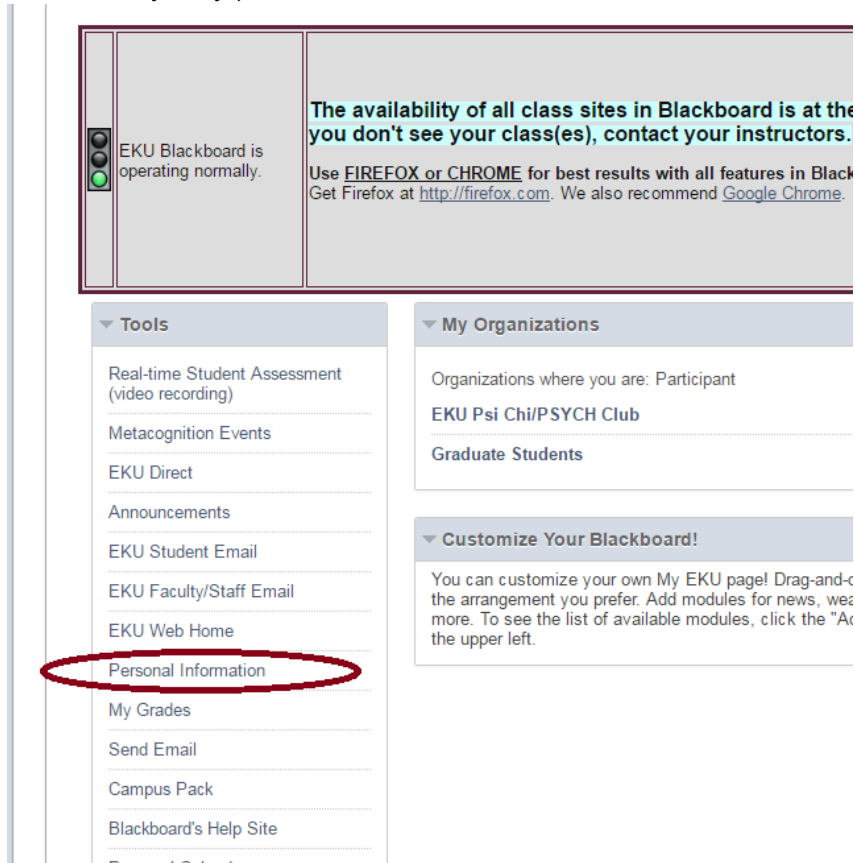 The availability of all class sites in Blackboard is at the
you don't see your class(es), contact your instructors.
EKU Blackboard is
operating normally.
Use FIREFOX or CHROME for best results with all features in Black
Get Firefox at http://firefox.com. We also recommend Google Chrome.
Tools
Real-time Student Assessment
(video recording)
Metacognition Events
EKU Direct
Announcements
EKU Student Email
EKU Faculty/Staff Email
EKU Web Home
Personal Information
My Grades
Send Email
Campus Pack
Blackboard's Help Site
My Organizations
Organizations where you are: Participant
EKU Psi Chi/PSYCH Club
Graduate Students
Customize Your Blackboard!
You can customize your own My EKU page! Drag-and-
the arrangement you prefer. Add modules for news, wea
more. To see the list of available modules, click the "Ad
the upper left.